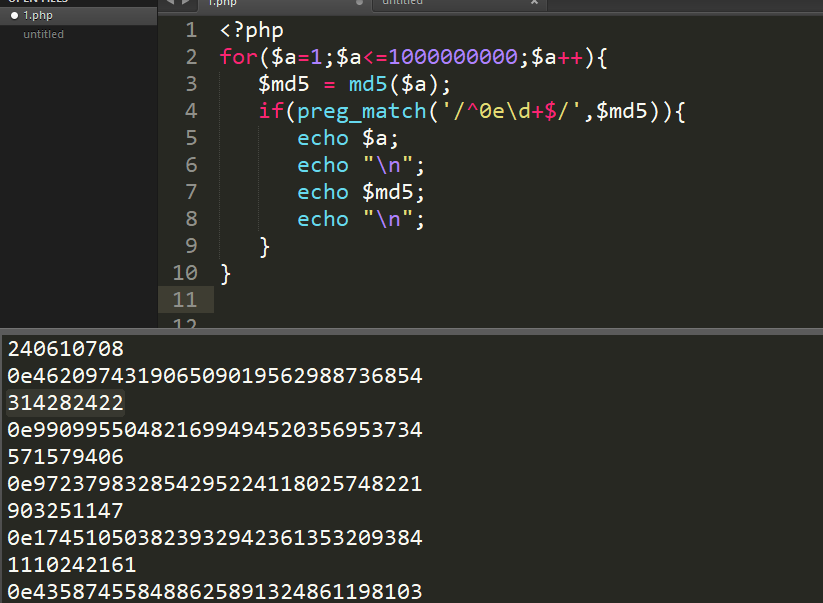 OPEN FILES
1.php
untitled
1.php
untitled
1 <?php
2 for($a=1;$a<=1000000000;$a++){
3 $md5 = md5($a);
4 if(preg_match('/^0e\d+$/',$md5)){
5 echo $a;
6 echo "\n";
7 echo $md5;
8 echo "\n";
9 }
10 }
11
12
240610708
0e462097431906509019562988736854
314282422
0e990995504821699494520356953734
571579406
0e972379832854295224118025748221
903251147
0e174510503823932942361353209384
1110242161
0e435874558488625891324861198103